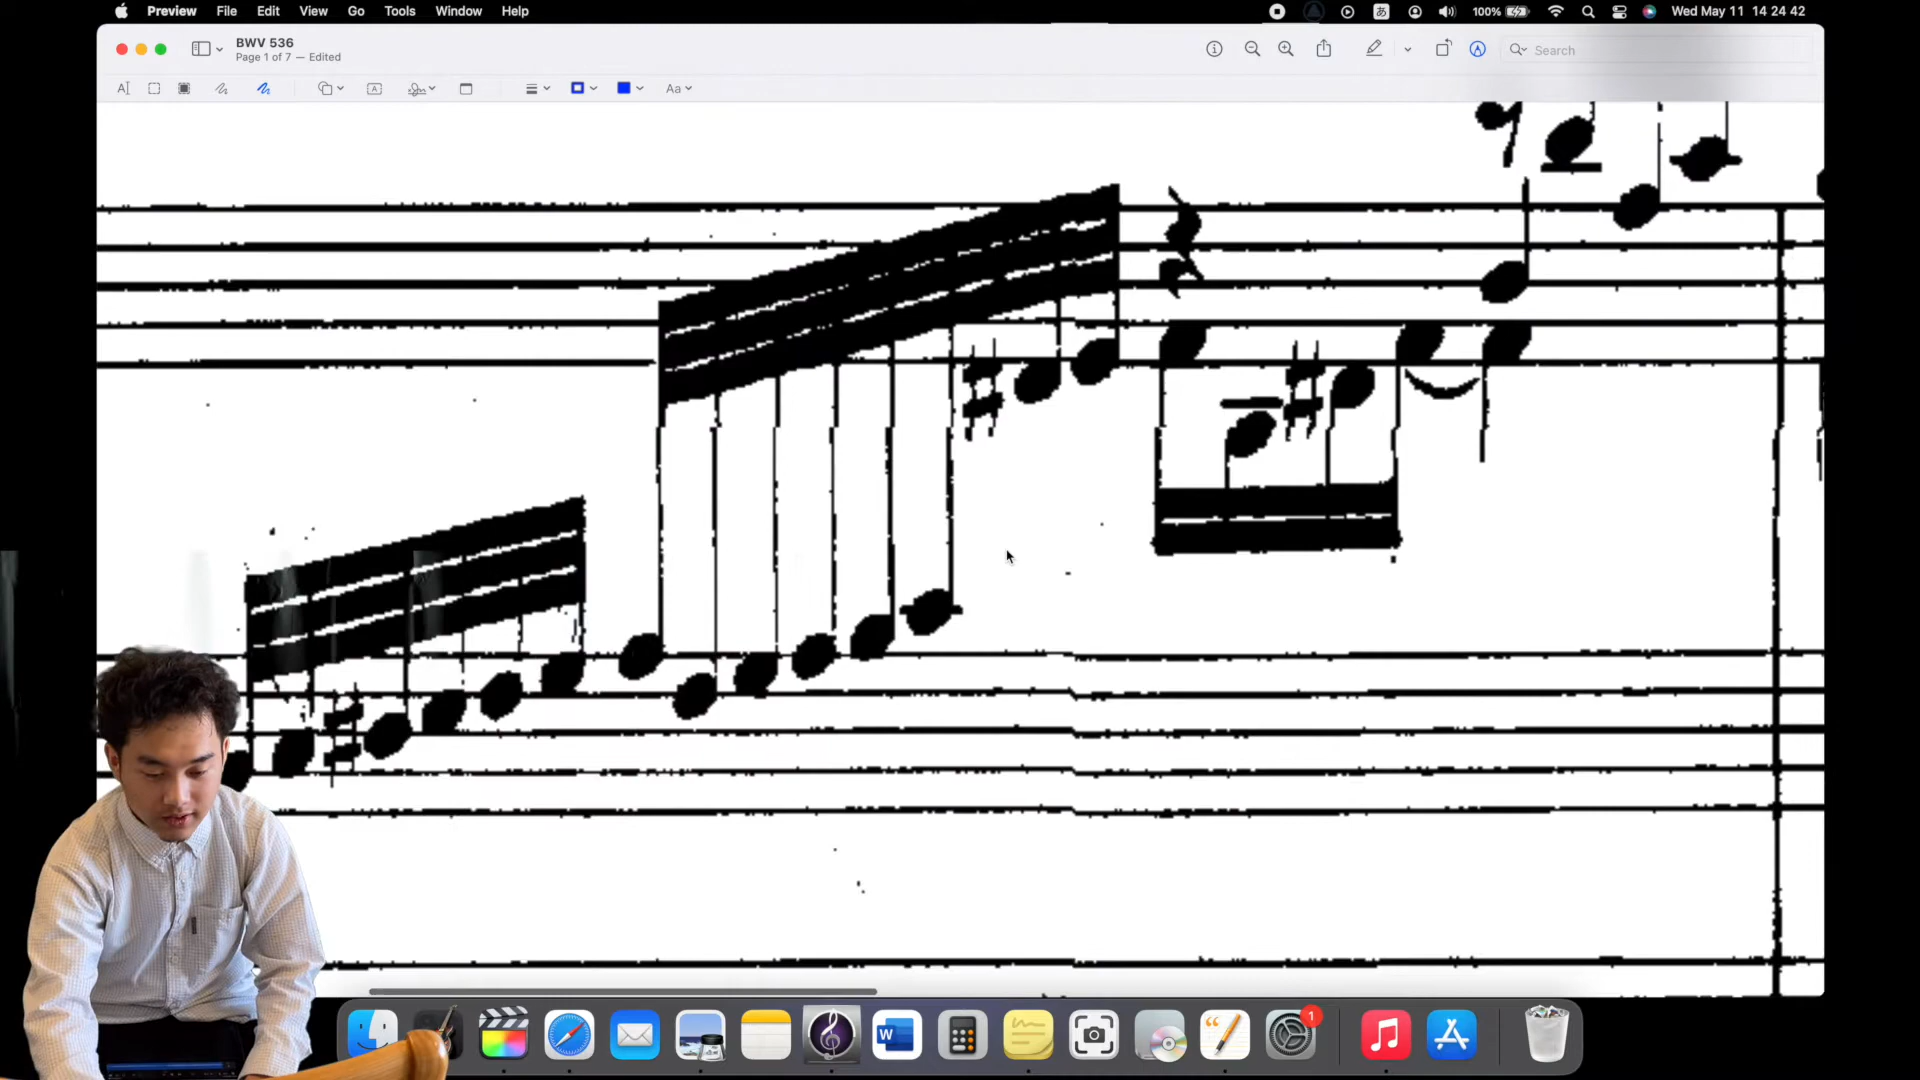 Preview File Edit View Go Tools Window Help 100% Wed May 11 14 24 42
BWV 536
Page 1 of 7 — Edited
Search
A
Aa
W
1